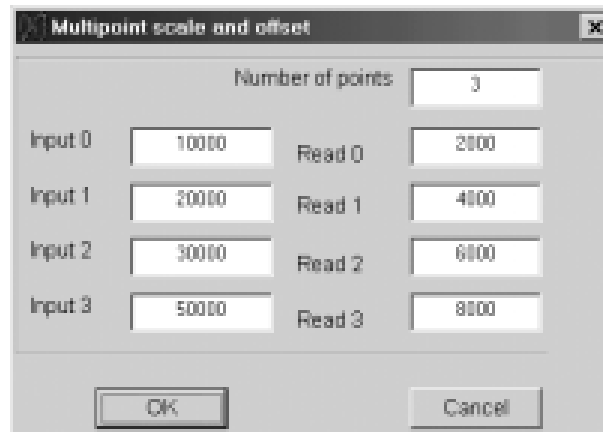 Multipoint scale and offset
Number of points 3
Input 0 10000 Read 0 2000
Input 1 20000 Read 1 4000
Input 2 30000 Read 2 6000
Input 3 50000 Read 3 8000
OK Cancel